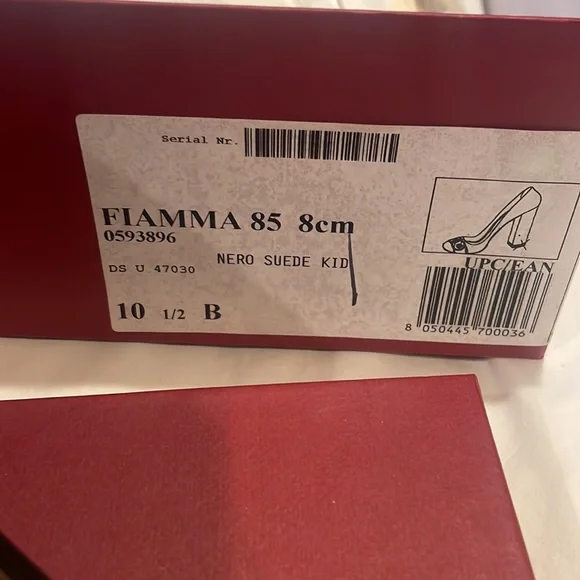 Serial Nr.
FIAMMA 85 8cm
0593896
DS U 47030
NERO SUEDE KID
10 1/2 B
UPC/EAN
8 050445 700036